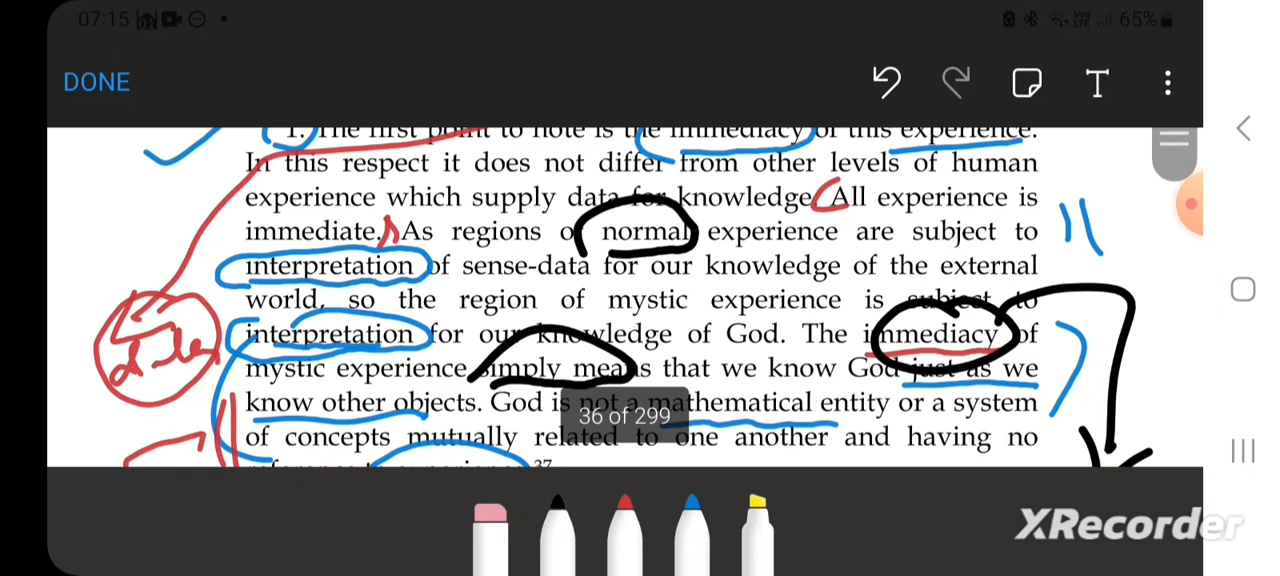 07:15
65%
DONE
1. The first point to note is the immediacy of this experience.
In this respect it does not differ from other levels of human
experience which supply data for knowledge. All experience is
immediate. As regions of normal experience are subject to
interpretation of sense-data for our knowledge of the external
world, so the region of mystic experience is subject to
interpretation for our knowledge of God. The immediacy of
mystic experience simply means that we know God just as we
know other objects. God is not a mathematical entity or a system
36 of 299
of concepts mutually related to one another and having no
reference to experience.37
XRecorder